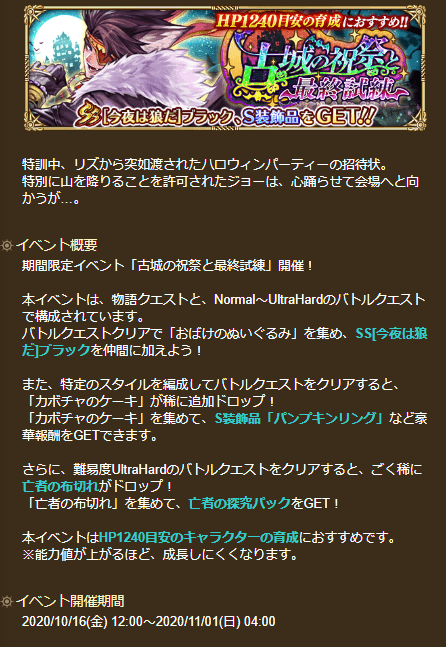 HP1240目安の育成におすすめ!!
古城の祝祭と
最終試練
SS[今夜は狼だ]ブラック、S装飾品をGET!!
特訓中、リズから突如渡されたハロウィンパーティーの招待状。
特別に山を降りることを許可されたジョーは、心踊らせて会場へと向
かうが…。
イベント概要
期間限定イベント「古城の祝祭と最終試練」開催！
本イベントは、物語クエストと、Normal～UltraHardのバトルクエスト
で構成されています。
バトルクエストクリアで「おばけのぬいぐるみ」を集め、SS[今夜は狼
だ]ブラックを仲間に加えよう！
また、特定のスタイルを編成してバトルクエストをクリアすると、
「カボチャのケーキ」が稀に追加ドロップ！
「カボチャのケーキ」を集めて、S装飾品「パンプキンリング」など豪
華報酬をGETできます。
さらに、難易度UltraHardのバトルクエストをクリアすると、ごく稀に
亡者の布切れがドロップ！
「亡者の布切れ」を集めて、亡者の探究パックをGET！
本イベントはHP1240目安のキャラクターの育成におすすめです。
※能力値が上がるほど、成長しにくくなります。
イベント開催期間
2020/10/16(金) 12:00～2020/11/01(日) 04:00